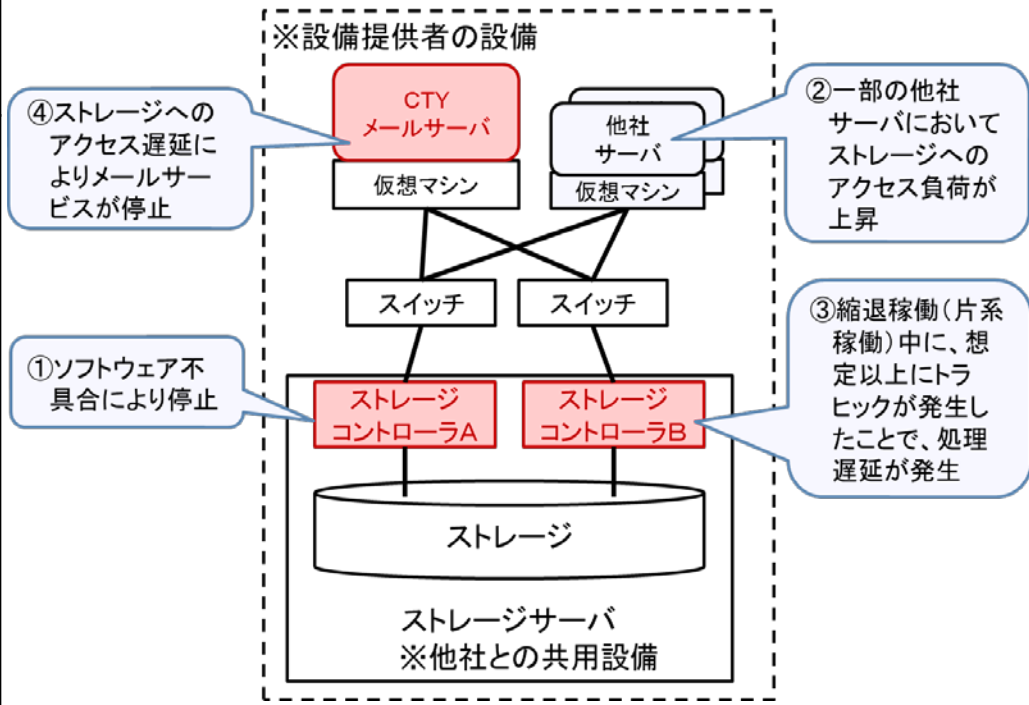 ※設備提供者の設備
④ストレージへの
アクセス遅延に
よりメールサー
ビスが停止
CTY
メールサーバ
仮想マシン
他社
サーバ
仮想マシン
②一部の他社
サーバにおいて
ストレージへの
アクセス負荷が
上昇
スイッチ
スイッチ
①ソフトウェア不
具合により停止
ストレージ
コントローラA
ストレージ
コントローラB
③縮退稼働(片系
稼働)中に、想
定以上にトラ
ヒックが発生し
たことで、処理
遅延が発生
ストレージ
ストレージサーバ
※他社との共用設備